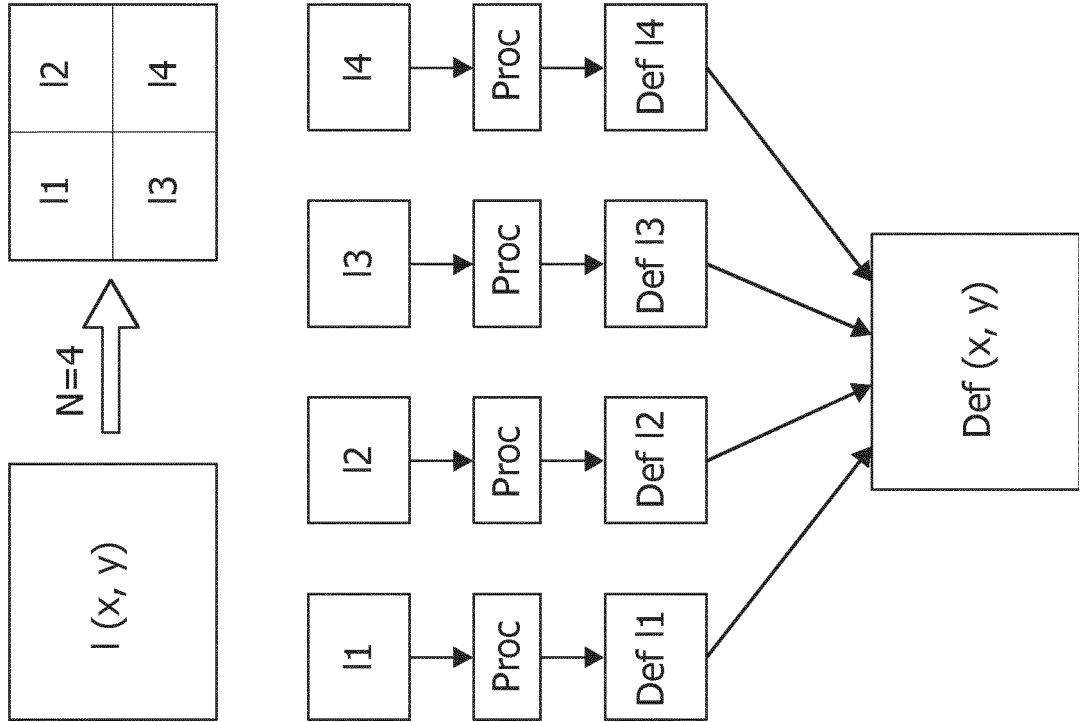 I (x, y)
N=4
I1 I2
I3 I4
I1 I2 I3 I4
Proc Proc Proc Proc
Def I1 Def I2 Def I3 Def I4
Def (x, y)